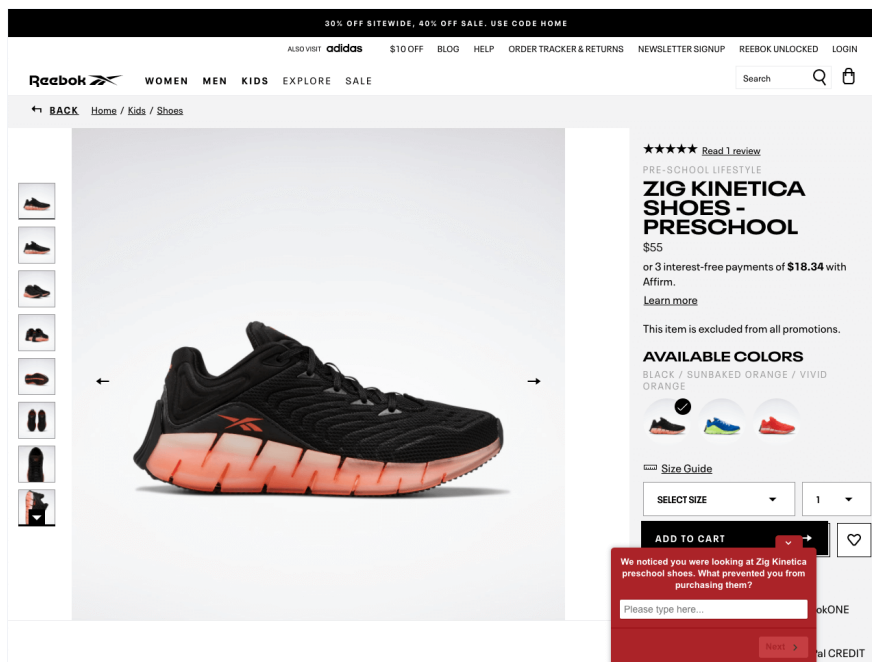 30% OFF SITEWIDE, 40% OFF SALE. USE CODE HOME
ALSO VISIT adidas $10 OFF BLOG HELP ORDER TRACKER & RETURNS NEWSLETTER SIGNUP REEBOK UNLOCKED LOGIN
Reebok WOMEN MEN KIDS EXPLORE SALE Search
BACK Home / Kids / Shoes
★★★★★ Read 1 review
PRE-SCHOOL LIFESTYLE
ZIG KINETICA
SHOES -
PRESCHOOL
$55
or 3 interest-free payments of $18.34 with
Affirm.
Learn more
This item is excluded from all promotions.
AVAILABLE COLORS
BLACK / SUNBAKED ORANGE / VIVID
ORANGE
Size Guide
SELECT SIZE 1
ADD TO CART
We noticed you were looking at Zig Kinetica
preschool shoes. What prevented you from
purchasing them?
Please type here...
okONE
Next
Pal CREDIT